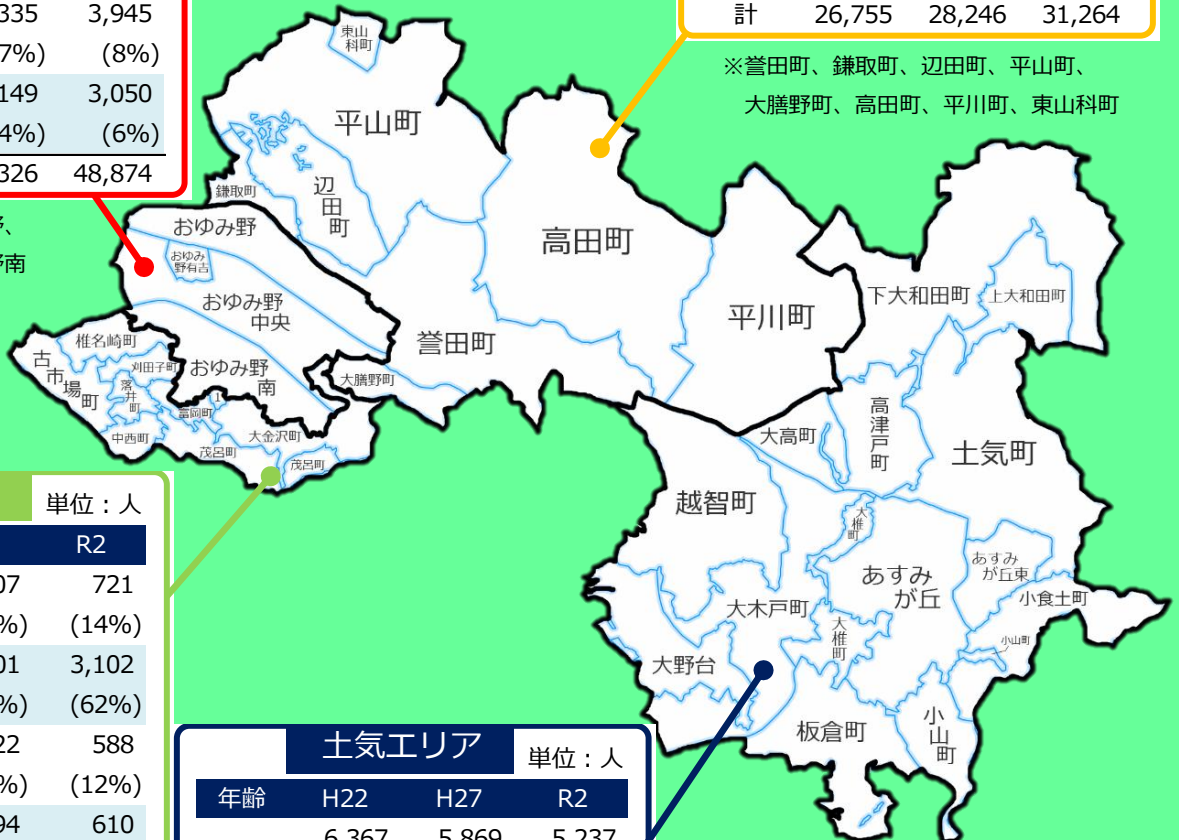 335 3,945
7%) (8%)
149 3,050
4%) (6%)
326 48,874
野南
計 26,755 28,246 31,264
※誉田町、鎌取町、辺田町、平山町、
大膳野町、高田町、平川町、東山科町
東山
科町
平山町
鎌取町
辺
田
町
おゆみ野
おゆみ
野有吉
おゆみ野
中央
おゆみ野
南
高田町
誉田町
大膳野町
平川町
下大和田町
上大和田町
椎名崎町
古
市
場
町
刈田子町
落
井
町
富岡町
1
中西町
茂呂町
大金沢町
茂呂町
大高町
高
津
戸
町
土気町
越智町
大
椎
町
あすみ
が丘
あすみ
が丘東
小食土町
大木戸町
大
椎
町
小山町
大野台
板倉町
小
山
町
単位：人
R2
07 721
%) (14%)
01 3,102
%) (62%)
22 588
%) (12%)
94 610
土気エリア 単位：人
年齢 H22 H27 R2
6,367 5,869 5,237